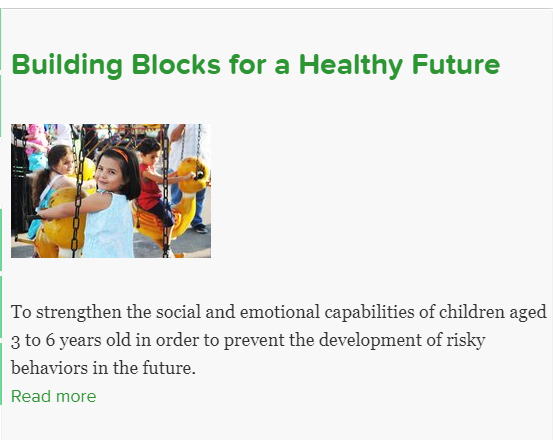 Building Blocks for a Healthy Future
To strengthen the social and emotional capabilities of children aged
3 to 6 years old in order to prevent the development of risky
behaviors in the future.
Read more